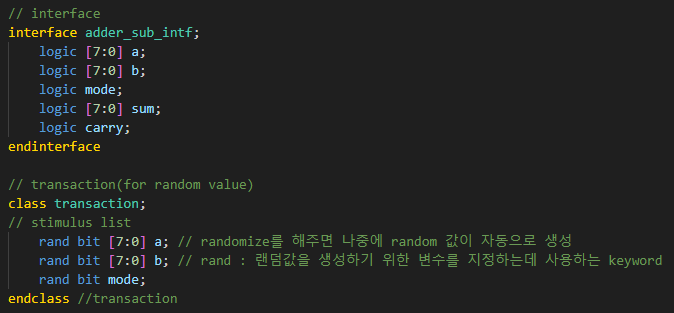 // interface
interface adder_sub_intf;
    logic [7:0] a;
    logic [7:0] b;
    logic mode;
    logic [7:0] sum;
    logic carry;
endinterface

// transaction(for random value)
class transaction;
// stimulus list
    rand bit [7:0] a; // randomize를 해주면 나중에 random 값이 자동으로 생성
    rand bit [7:0] b; // rand : 랜덤값을 생성하기 위한 변수를 지정하는데 사용하는 keyword
    rand bit mode;
endclass //transaction